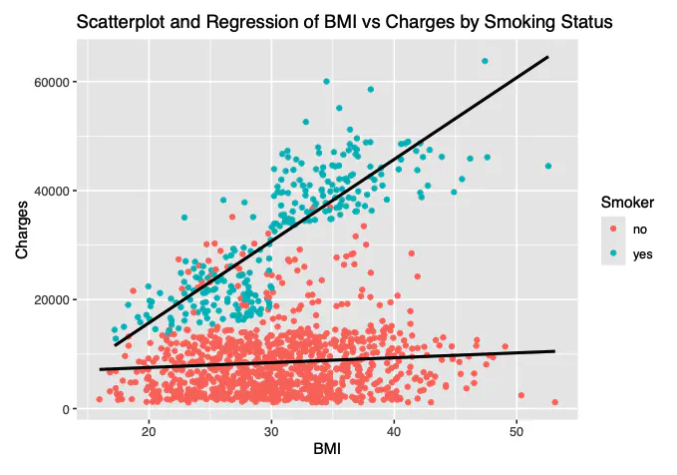 Scatterplot and Regression of BMI vs Charges by Smoking Status
60000
40000
20000
0
Charges
20 30 40 50
BMI
Smoker
no
yes